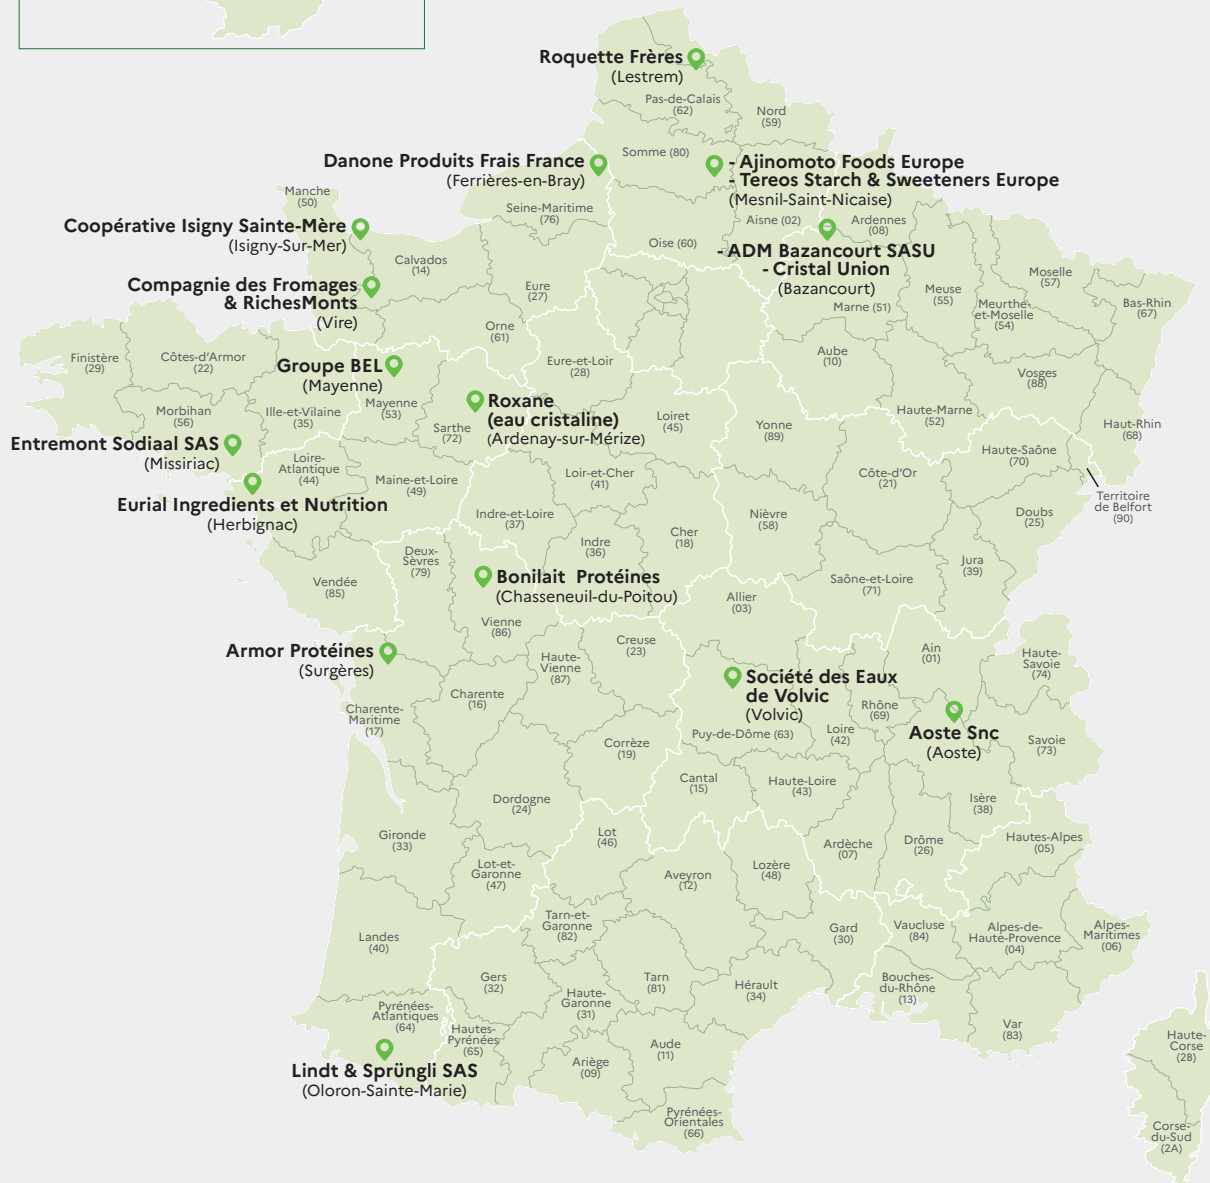 Roquette Frères
(Lestrem)
Pas-de-Calais
(62)
Nord
(59)
Danone Produits Frais France
(Ferrières-en-Bray)
Somme (80)
- Ajinomoto Foods Europe
- Tereos Starch & Sweeteners Europe
(Mesnil-Saint-Nicaise)
Manche
(50)
Seine-Maritime
(76)
Aisne (02)
Ardennes
(08)
Coopérative Isigny Sainte-Mère
(Isigny-Sur-Mer)
Oise (60)
- ADM Bazancourt SASU
- Cristal Union
(Bazancourt)
Calvados
(14)
Compagnie des Fromages
& RichesMonts
(Vire)
Eure
(27)
Marne (51)
Meuse
(55)
Moselle
(57)
Meurthe-
et-Moselle
(54)
Bas-Rhin
(67)
Orne
(61)
Finistère
(29)
Côtes-d'Armor
(22)
Groupe BEL
(Mayenne)
Eure-et-Loir
(28)
Aube
(10)
Vosges
(88)
Morbihan
(56)
Ille-et-Vilaine
(35)
Mayenne
(53)
Roxane
(eau cristaline)
(Ardenay-sur-Mérize)
Sarthe
(72)
Loiret
(45)
Yonne
(89)
Haute-Marne
(52)
Haut-Rhin
(68)
Entremont Sodiaal SAS
(Missiriac)
Loire-
Atlantique
(44)
Maine-et-Loire
(49)
Loir-et-Cher
(41)
Côte-d'Or
(21)
Haute-Saône
(70)
Territoire
de Belfort
(90)
Eurial Ingredients et Nutrition
(Herbignac)
Indre-et-Loire
(37)
Cher
(18)
Nièvre
(58)
Doubs
(25)
Deux-
Sèvres
(79)
Indre
(36)
Jura
(39)
Vendée
(85)
Bonilait Protéines
(Chasseneuil-du-Poitou)
Saône-et-Loire
(71)
Allier
(03)
Vienne
(86)
Armor Protéines
(Surgères)
Creuse
(23)
Haute-
Vienne
(87)
Ain
(01)
Haute-
Savoie
(74)
Société des Eaux
de Volvic
(Volvic)
Charente
(16)
Charente-
Maritime
(17)
Rhône
(69)
Puy-de-Dôme (63)
Loire
(42)
Aoste Snc
(Aoste)
Savoie
(73)
Corrèze
(19)
Cantal
(15)
Haute-Loire
(43)
Dordogne
(24)
Isère
(38)
Gironde
(33)
Lot
(46)
Ardèche
(07)
Drôme
(26)
Hautes-Alpes
(05)
Lot-et-
Garonne
(47)
Aveyron
(12)
Lozère
(48)
Tarn-et-
Garonne
(82)
Landes
(40)
Gard
(30)
Vaucluse
(84)
Alpes-de-
Haute-Provence
(04)
Alpes-
Maritimes
(06)
Gers
(32)
Haute-
Garonne
(31)
Tarn
(81)
Hérault
(34)
Bouches-
du-Rhône
(13)
Pyrénées-
Atlantiques
(64)
Hautes-
Pyrénées
(65)
Var
(83)
Haute-
Corse
(2B)
Lindt & Sprüngli SAS
(Oloron-Sainte-Marie)
Ariège
(09)
Aude
(11)
Pyrénées-
Orientales
(66)
Corse-
du-Sud
(2A)